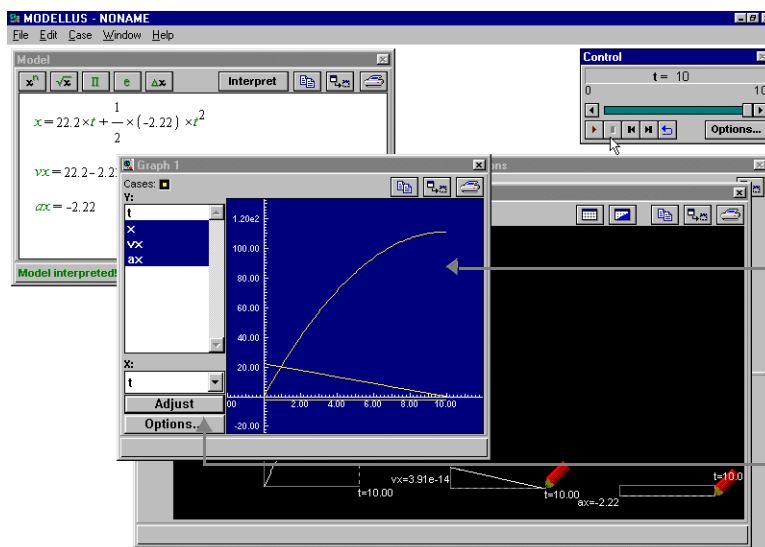 MODELLUS - NONAME
File Edit Case Window Help
Model
xⁿ √x Π e Δx Interpret
x = 22.2×t + 1/2 ×(-2.22) ×t²
vx = 22.2 - 2.2
ax = -2.22
Model interpreted!
Control
t = 10
0 10
Options...
Graph 1
Cases:
Y:
t
x
vx
ax
X:
t
Adjust
Options...
1.20e2
100.00
80.00
60.00
40.00
20.00
-20.00
00 2.00 4.00 6.00 8.00 10.00
ons
t=10.00
vx=3.91e-14
t=10.00
ax=-2.22
t=10.0